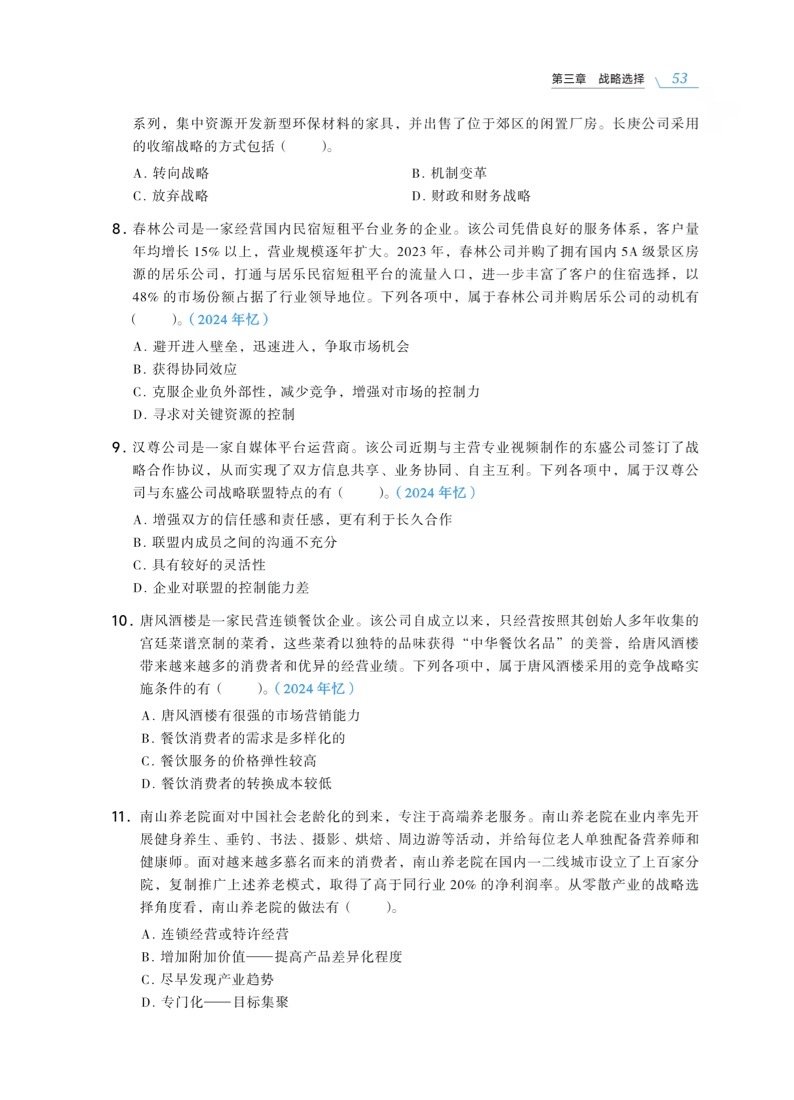 第三章 战略选择 53
系列，集中资源开发新型环保材料的家具，并出售了位于郊区的闲置厂房。长庚公司采用
的收缩战略的方式包括（ ）。
A. 转向战略 B. 机制变革
C. 放弃战略 D. 财政和财务战略
8. 春林公司是一家经营国内民宿短租平台业务的企业。该公司凭借良好的服务体系，客户量
年均增长 15% 以上，营业规模逐年扩大。2023 年，春林公司并购了拥有国内 5A 级景区房
源的居乐公司，打通与居乐民宿短租平台的流量入口，进一步丰富了客户的住宿选择，以
48% 的市场份额占据了行业领导地位。下列各项中，属于春林公司并购居乐公司的动机有
（ ）。（2024 年忆）
A. 避开进入壁垒，迅速进入，争取市场机会
B. 获得协同效应
C. 克服企业负外部性，减少竞争，增强对市场的控制力
D. 寻求对关键资源的控制
9. 汉尊公司是一家自媒体平台运营商。该公司近期与主营专业视频制作的东盛公司签订了战
略合作协议，从而实现了双方信息共享、业务协同、自主互利。下列各项中，属于汉尊公
司与东盛公司战略联盟特点的有（ ）。（2024 年忆）
A. 增强双方的信任感和责任感，更有利于长久合作
B. 联盟内成员之间的沟通不充分
C. 具有较好的灵活性
D. 企业对联盟的控制能力差
10. 唐风酒楼是一家民营连锁餐饮企业。该公司自成立以来，只经营按照其创始人多年收集的
宫廷菜谱烹制的菜肴，这些菜肴以独特的品味获得“中华餐饮名品”的美誉，给唐风酒楼
带来越来越多的消费者和优异的经营业绩。下列各项中，属于唐风酒楼采用的竞争战略实
施条件的有（ ）。（2024 年忆）
A. 唐风酒楼有很强的市场营销能力
B. 餐饮消费者的需求是多样化的
C. 餐饮服务的价格弹性较高
D. 餐饮消费者的转换成本较低
11. 南山养老院面对中国社会老龄化的到来，专注于高端养老服务。南山养老院在业内率先开
展健身养生、垂钓、书法、摄影、烘焙、周边游等活动，并给每位老人单独配备营养师和
健康师。面对越来越多慕名而来的消费者，南山养老院在国内一二线城市设立了上百家分
院，复制推广上述养老模式，取得了高于同行业 20% 的净利润率。从零散产业的战略选
择角度看，南山养老院的做法有（ ）。
A. 连锁经营或特许经营
B. 增加附加价值——提高产品差异化程度
C. 尽早发现产业趋势
D. 专门化——目标集聚